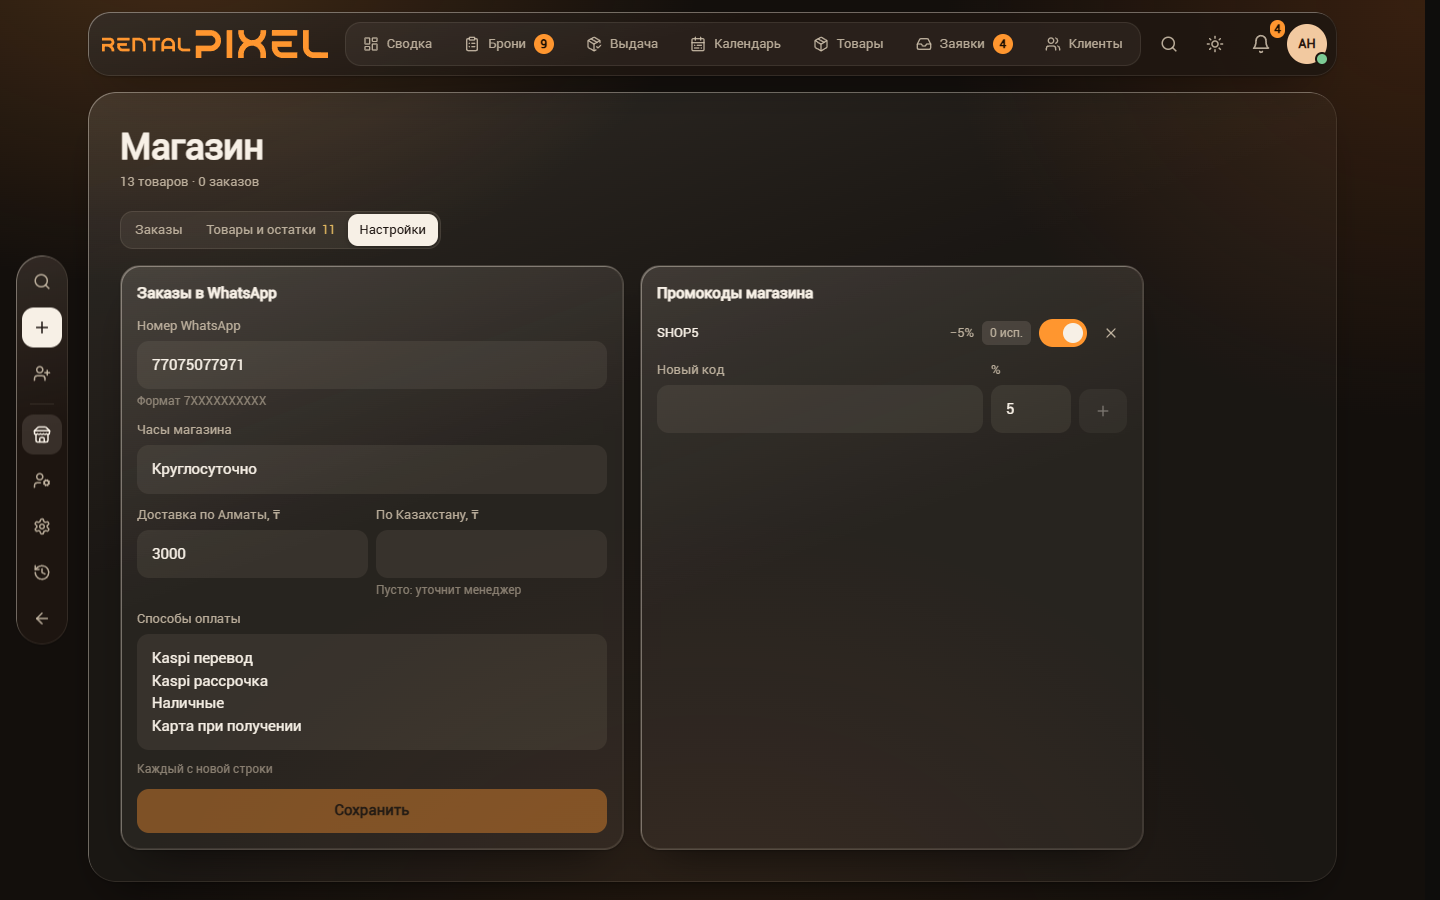 RENTAL PIXEL
Сводка
Брони 9
Выдача
Календарь
Товары
Заявки 4
Клиенты
4
АН
Магазин
13 товаров · 0 заказов
Заказы
Товары и остатки 11
Настройки
Заказы в WhatsApp
Номер WhatsApp
77075077971
Формат 7XXXXXXXXXX
Часы магазина
Круглосуточно
Доставка по Алматы, ₸
По Казахстану, ₸
3000
Пусто: уточнит менеджер
Способы оплаты
Kaspi перевод
Kaspi рассрочка
Наличные
Карта при получении
Каждый с новой строки
Сохранить
Промокоды магазина
SHOP5
−5%
0 исп.
Новый код
%
5